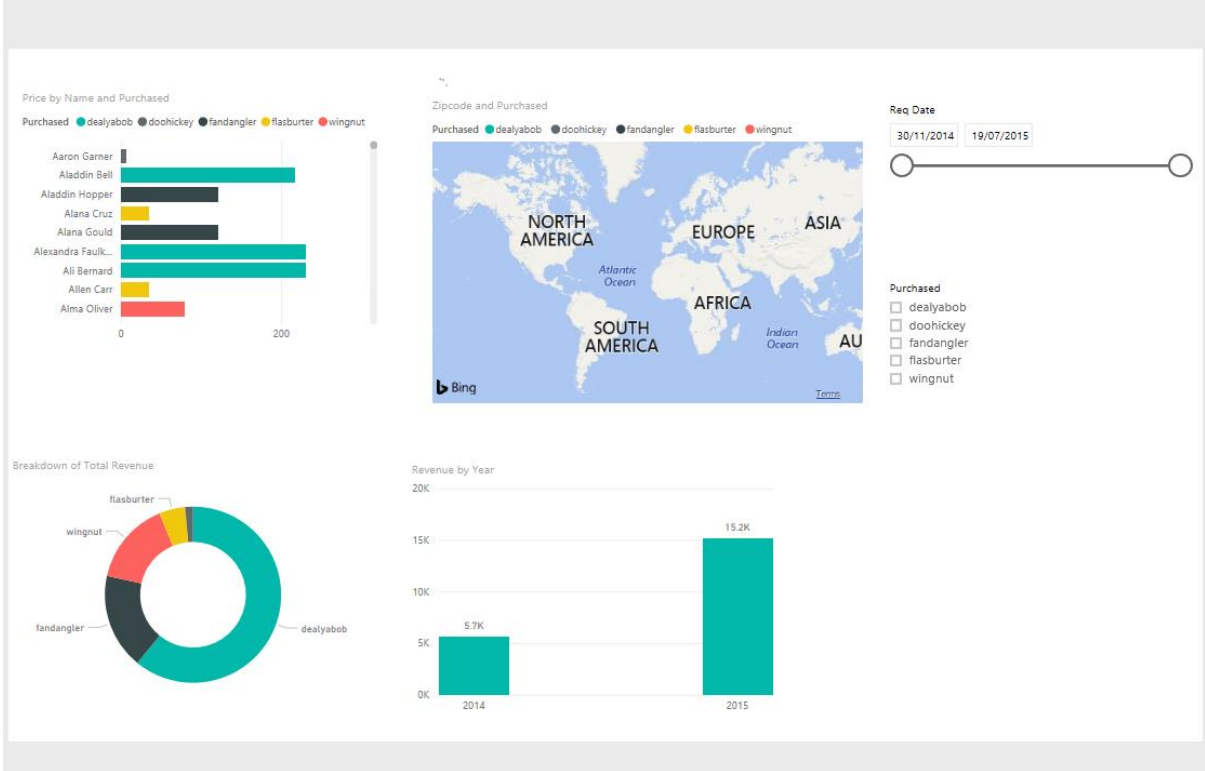 Price by Name and Purchased
Purchased dealyabob doohickey fandangler flasburter wingnut
Aaron Garner
Aladdin Bell
Aladdin Hopper
Alana Cruz
Alana Gould
Alexandra Faulk...
Ali Bernard
Allen Carr
Alma Oliver
0 200
Zipcode and Purchased
Purchased dealyabob doohickey fandangler flasburter wingnut
NORTH
AMERICA
EUROPE
ASIA
Atlantic
Ocean
AFRICA
SOUTH
AMERICA
Indian
Ocean
AU
Bing
Terms
Req Date
30/11/2014 19/07/2015
Purchased
dealyabob
doohickey
fandangler
flasburter
wingnut
Breakdown of Total Revenue
flasburter
wingnut
fandangler
dealyabob
Revenue by Year
20K
15K
10K
5K
0K
5.7K
15.2K
2014 2015